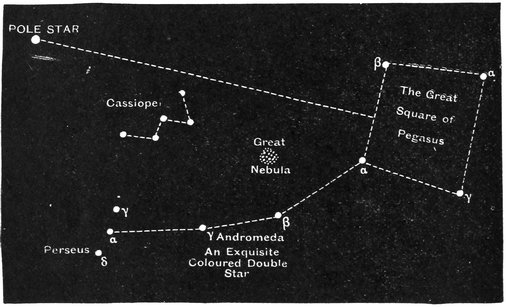 POLE STAR
Cassiope
β
α
The Great
Square of
Pegasus
Great
Nebula
α
γ
γ
α
β
γ Andromeda
An Exquisite
Coloured Double
Star
Perseus
δ